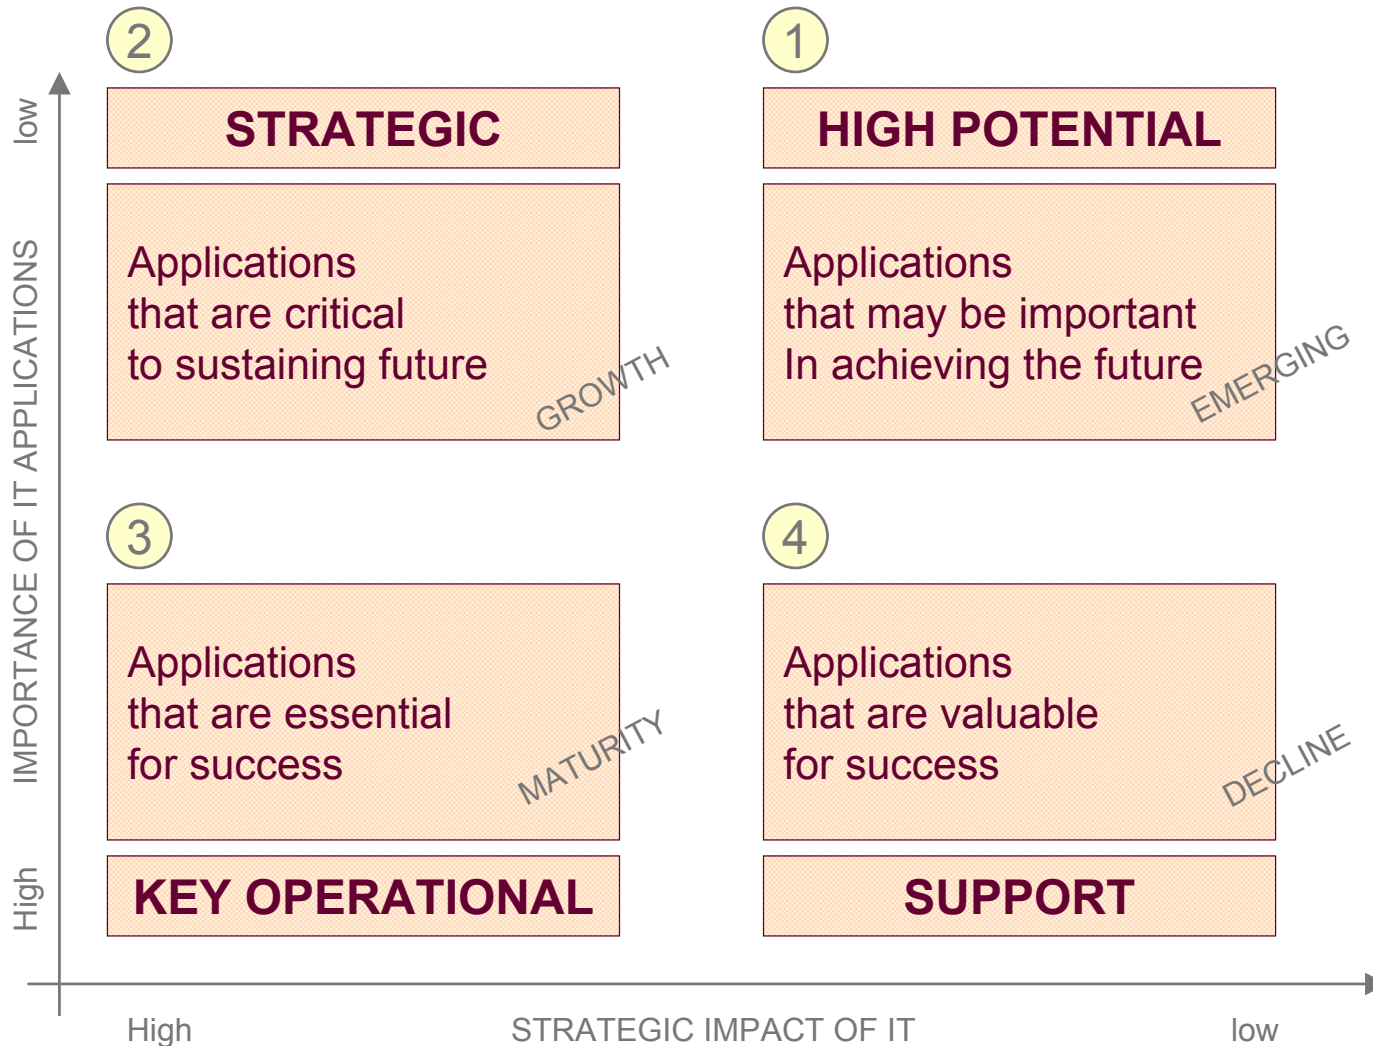 2
1
STRATEGIC
HIGH POTENTIAL
Applications
that are critical
to sustaining future
GROWTH
Applications
that may be important
In achieving the future
EMERGING
3
4
Applications
that are essential
for success
MATURITY
Applications
that are valuable
for success
DECLINE
KEY OPERATIONAL
SUPPORT
low
IMPORTANCE OF IT APPLICATIONS
High
High
STRATEGIC IMPACT OF IT
low